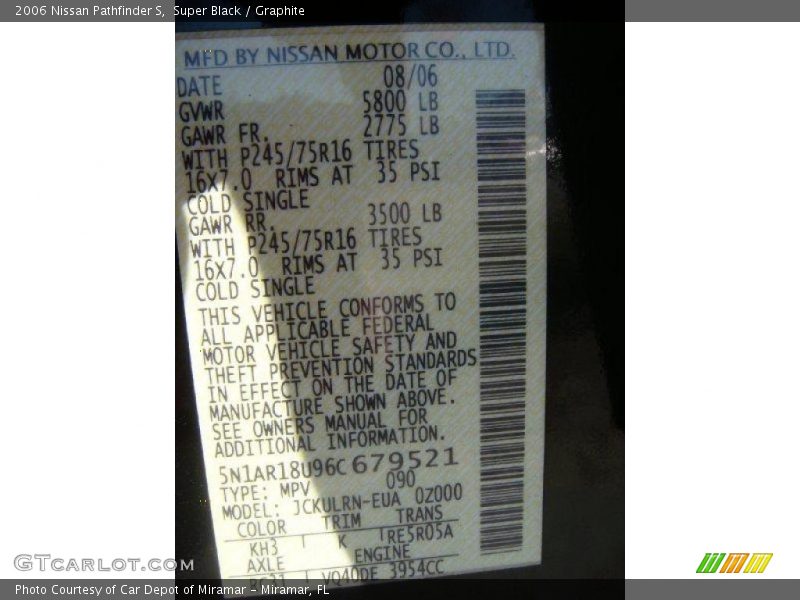 2006 Nissan Pathfinder S, Super Black / Graphite
MFD BY NISSAN MOTOR CO., LTD.
DATE 08/06
GVWR 5800 LB
GAWR FR. 2775 LB
WITH P245/75R16 TIRES
16X7.0 RIMS AT 35 PSI
COLD SINGLE
GAWR RR. 3500 LB
WITH P245/75R16 TIRES
16X7.0 RIMS AT 35 PSI
COLD SINGLE
THIS VEHICLE CONFORMS TO
ALL APPLICABLE FEDERAL
MOTOR VEHICLE SAFETY AND
THEFT PREVENTION STANDARDS
IN EFFECT ON THE DATE OF
MANUFACTURE SHOWN ABOVE.
SEE OWNERS MANUAL FOR
ADDITIONAL INFORMATION.
5N1AR18U96C679521
TYPE: MPV 090
MODEL: JCKULRN-EUA 0Z000
COLOR TRIM TRANS
KH3 K RE5R05A
AXLE ENGINE
VQ40DE 3954CC
GTcarlot.com
Photo Courtesy of Car Depot of Miramar - Miramar, FL